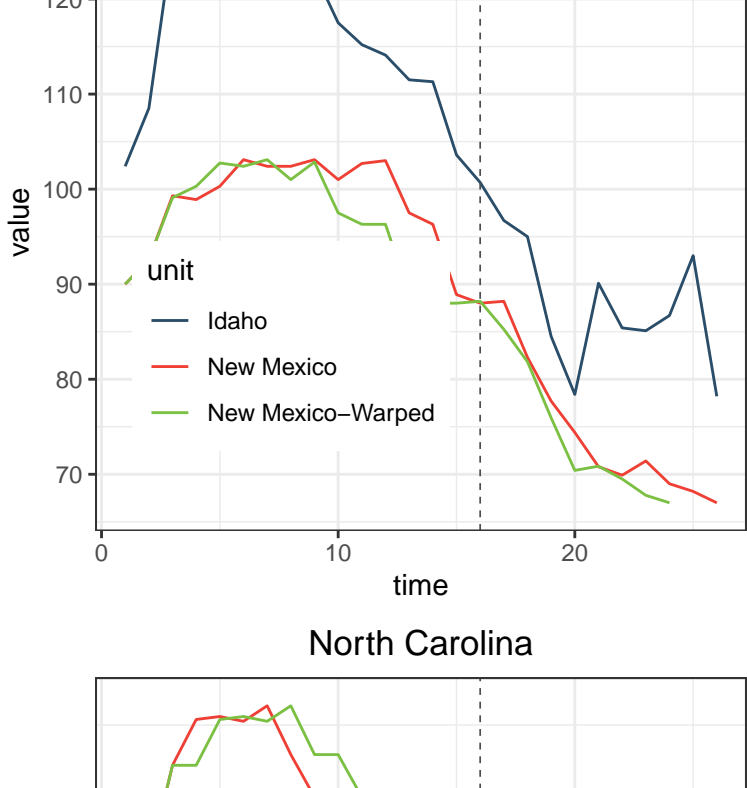 120
110
100
value
90
80
70
unit
Idaho
New Mexico
New Mexico−Warped
0 10 20
time
North Carolina